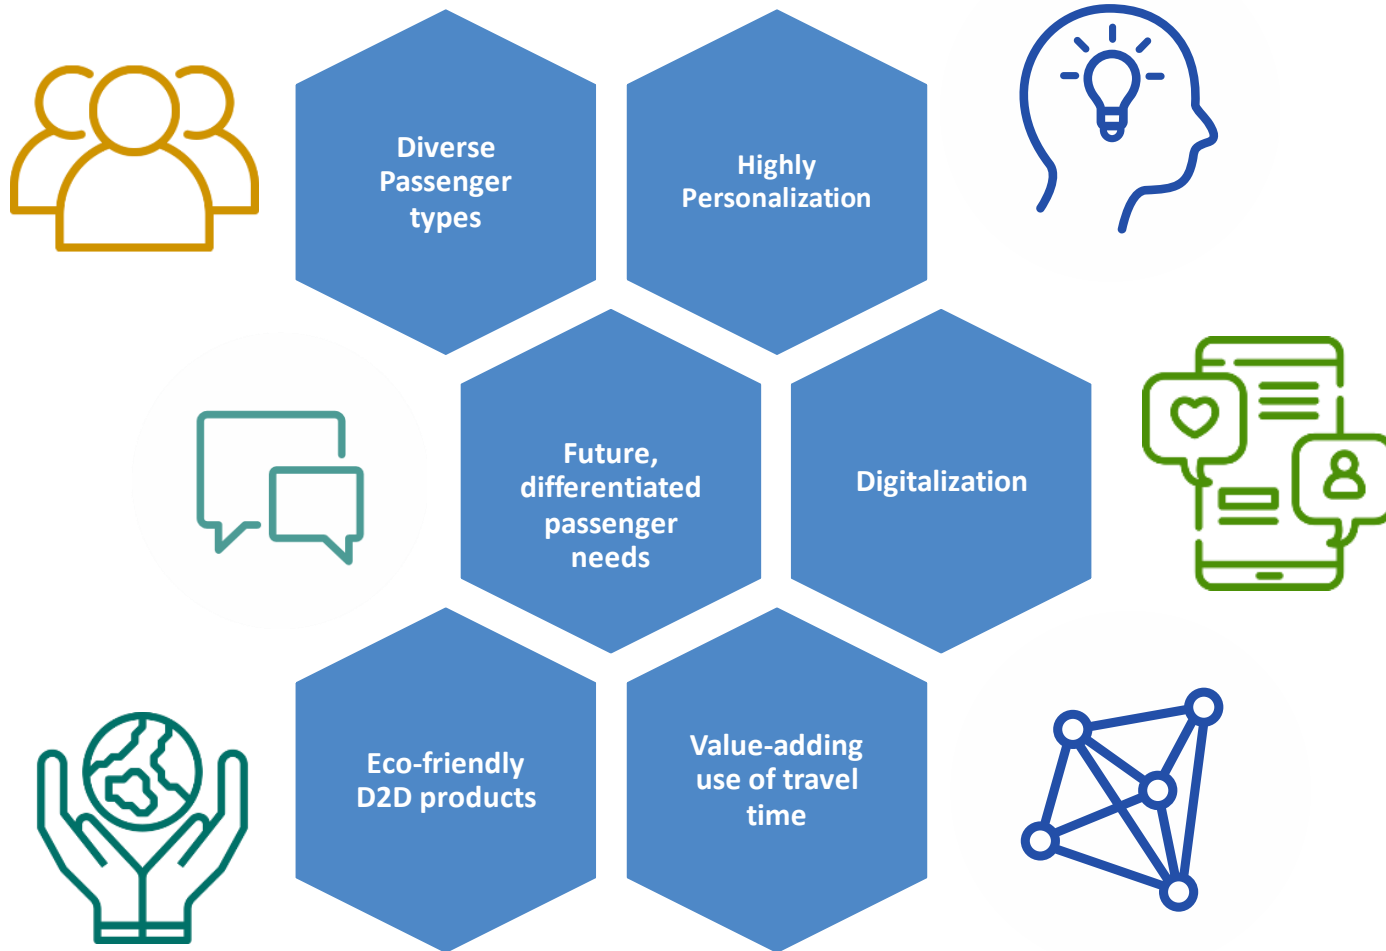 Diverse
Passenger
types
Highly
Personalization
Future,
differentiated
passenger
needs
Digitalization
Eco-friendly
D2D products
Value-adding
use of travel
time